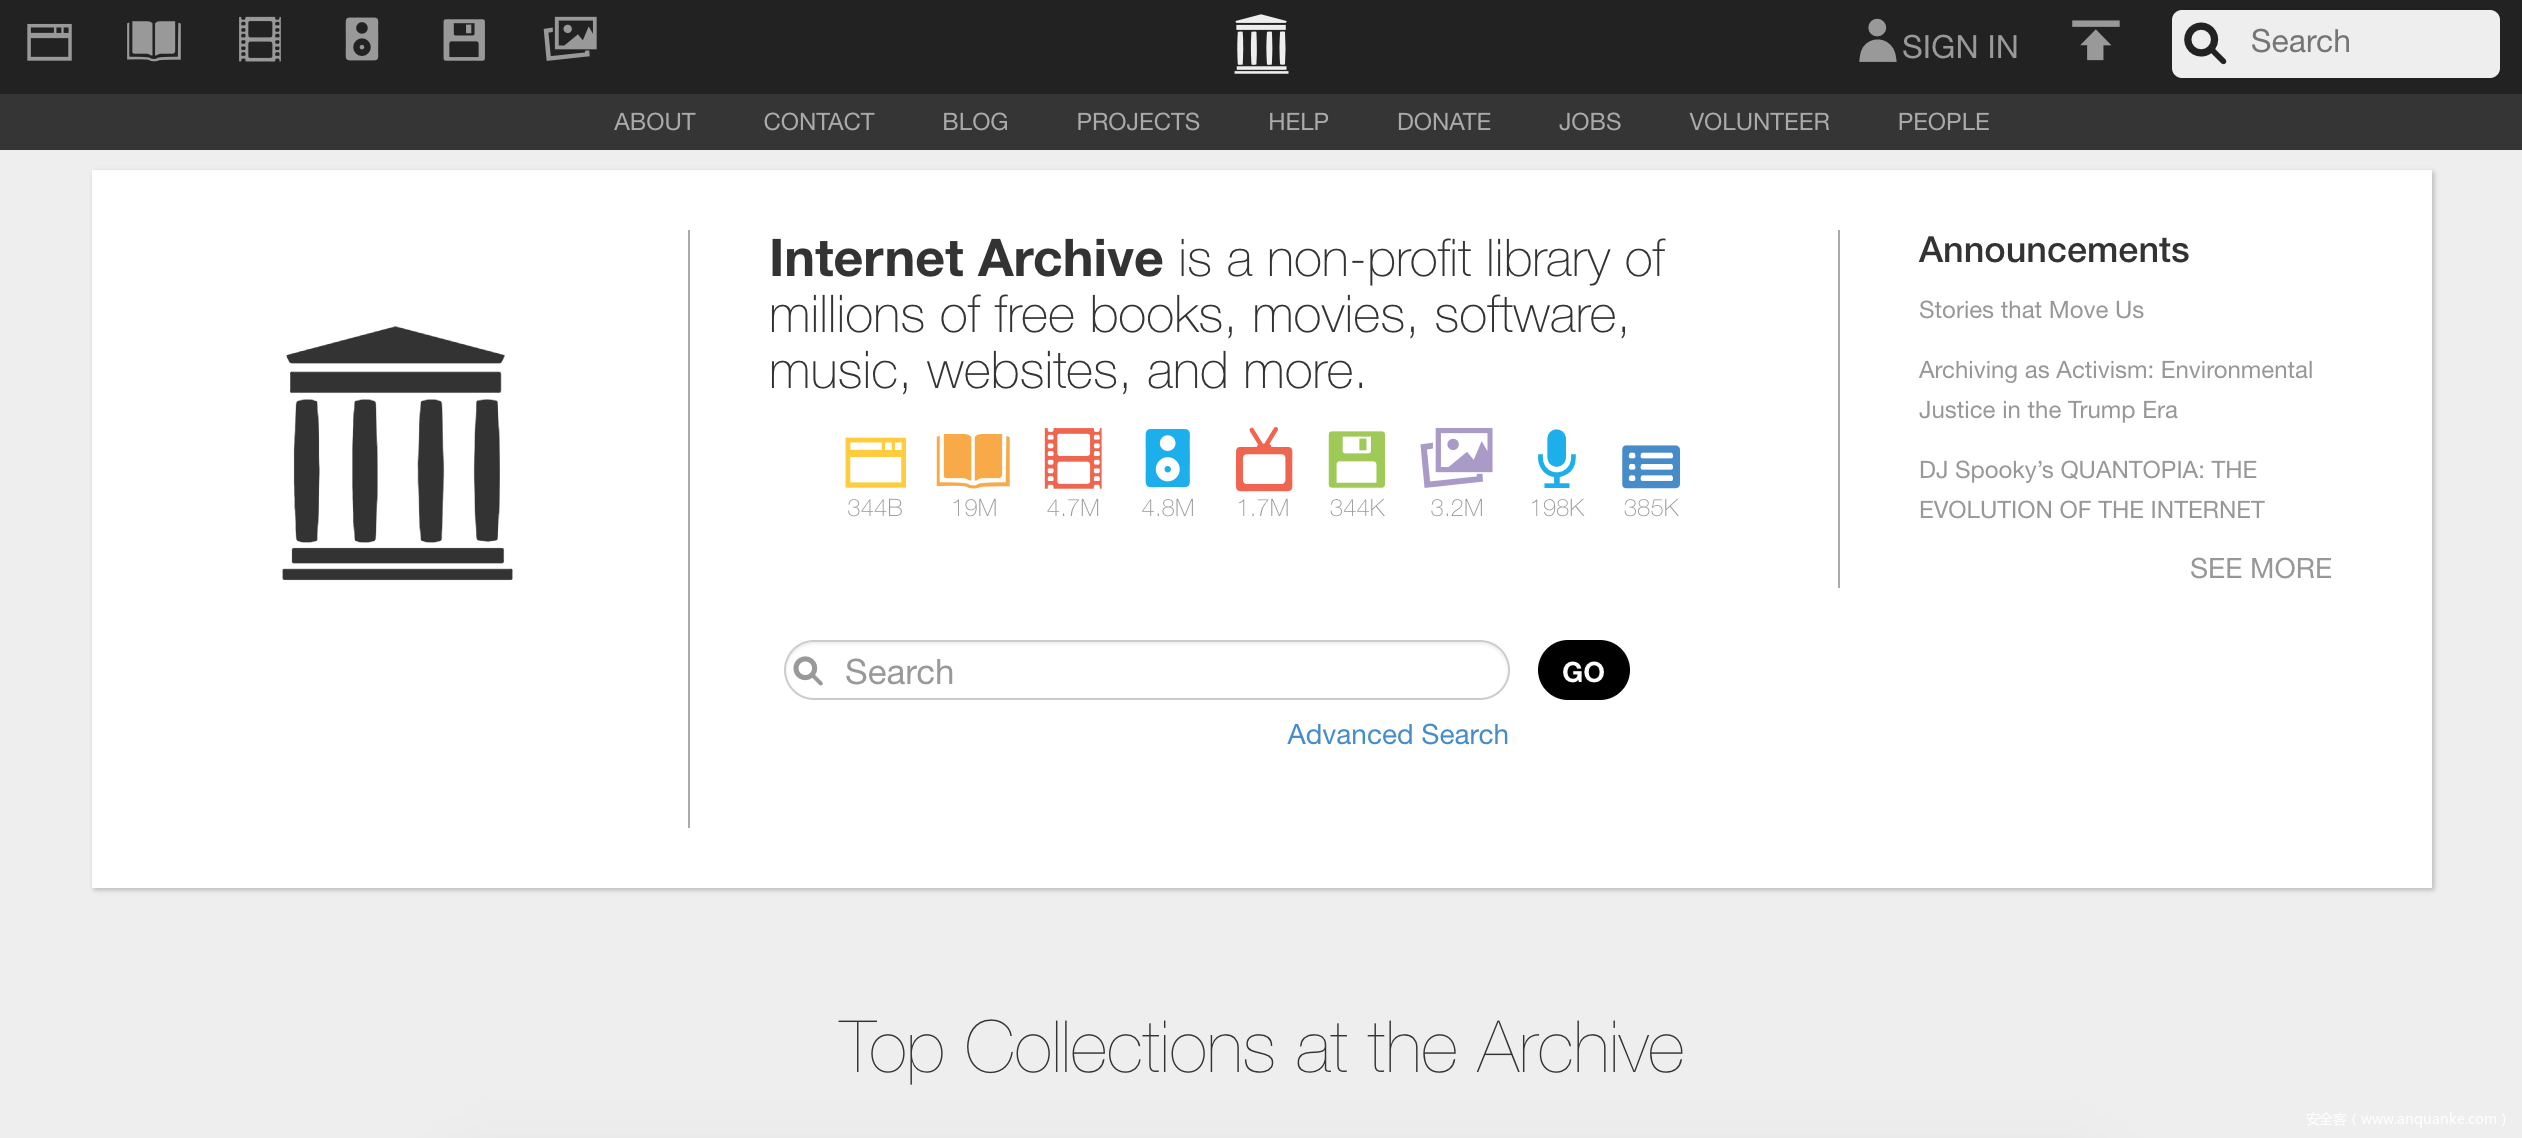 SIGN IN
Search
ABOUT CONTACT BLOG PROJECTS HELP DONATE JOBS VOLUNTEER PEOPLE
Internet Archive is a non-profit library of
millions of free books, movies, software,
music, websites, and more.
344B 19M 4.7M 4.8M 1.7M 344K 3.2M 198K 385K
Search
GO
Advanced Search
Announcements
Stories that Move Us
Archiving as Activism: Environmental
Justice in the Trump Era
DJ Spooky’s QUANTOPIA: THE
EVOLUTION OF THE INTERNET
SEE MORE
Top Collections at the Archive
安全客 ( www.anquanke.com )